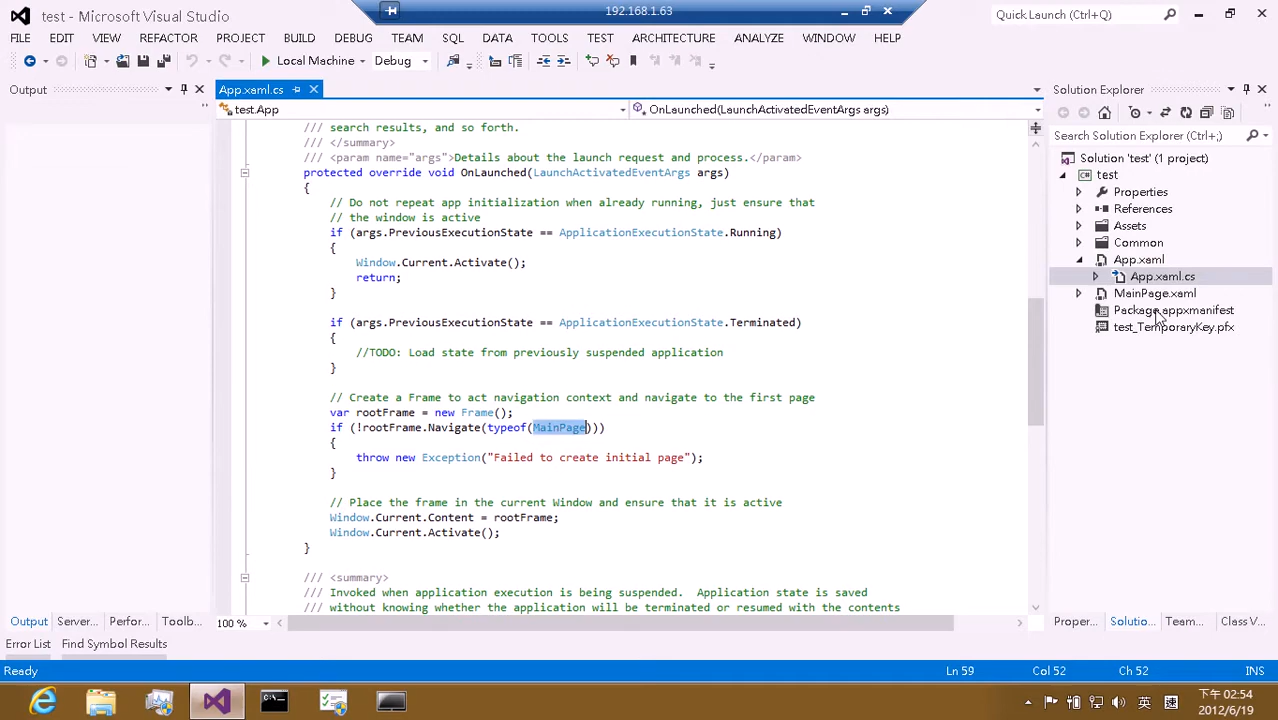 test - Microsoft Visual Studio
192.168.1.63
Quick Launch (Ctrl+Q)
FILE EDIT VIEW REFACTORING PROJECT BUILD DEBUG TEAM SQL DATA TOOLS TEST ARCHITECTURE ANALYZE WINDOW HELP
Local Machine Debug
Output
App.xaml.cs
Solution Explorer
test.App
OnLaunched(LaunchActivatedEventArgs args)
Search Solution Explorer (Ctrl+;)
/// search results, and so forth.
/// </summary>
/// <param name="args">Details about the launch request and process.</param>
protected override void OnLaunched(LaunchActivatedEventArgs args)
{
// Do not repeat app initialization when already running, just ensure that
// the window is active
if (args.PreviousExecutionState == ApplicationExecutionState.Running)
{
Window.Current.Activate();
return;
}
if (args.PreviousExecutionState == ApplicationExecutionState.Terminated)
{
//TODO: Load state from previously suspended application
}
// Create a Frame to act navigation context and navigate to the first page
var rootFrame = new Frame();
if (!rootFrame.Navigate(typeof(MainPage)))
{
throw new Exception("Failed to create initial page");
}
// Place the frame in the current Window and ensure that it is active
Window.Current.Content = rootFrame;
Window.Current.Activate();
}
/// <summary>
/// Invoked when application execution is being suspended.  Application state is saved
/// without knowing whether the application will be terminated or resumed with the contents
Solution 'test' (1 project)
test
Properties
References
Assets
Common
App.xaml
App.xaml.cs
MainPage.xaml
Package.appxmanifest
test_TemporaryKey.pfx
Output Server... Perfor... Toolb...
100 %
Proper... Solutio... Team... Class V...
Error List Find Symbol Results
Ready
Ln 59 Col 52 Ch 52 INS
英 速
下午 02:54
2012/6/19